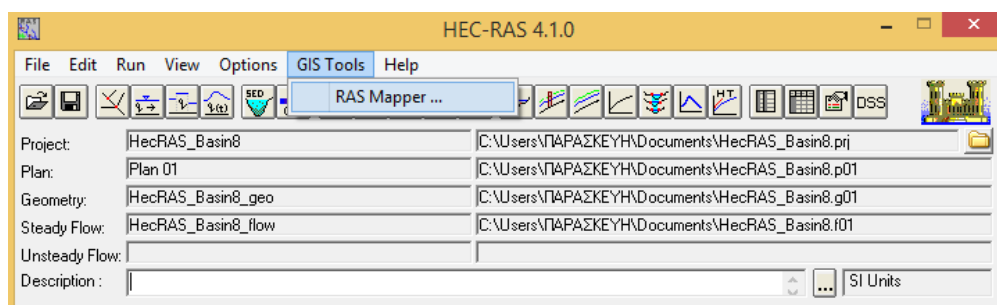 HEC-RAS 4.1.0
File Edit Run View Options GIS Tools Help
RAS Mapper ...
SED HT DSS
Project: HecRAS_Basin8 C:\Users\ΠΑΡΑΣΚΕΥΗ\Documents\HecRAS_Basin8.prj
Plan: Plan 01 C:\Users\ΠΑΡΑΣΚΕΥΗ\Documents\HecRAS_Basin8.p01
Geometry: HecRAS_Basin8_geo C:\Users\ΠΑΡΑΣΚΕΥΗ\Documents\HecRAS_Basin8.g01
Steady Flow: HecRAS_Basin8_flow C:\Users\ΠΑΡΑΣΚΕΥΗ\Documents\HecRAS_Basin8.f01
Unsteady Flow:
Description : ... SI Units